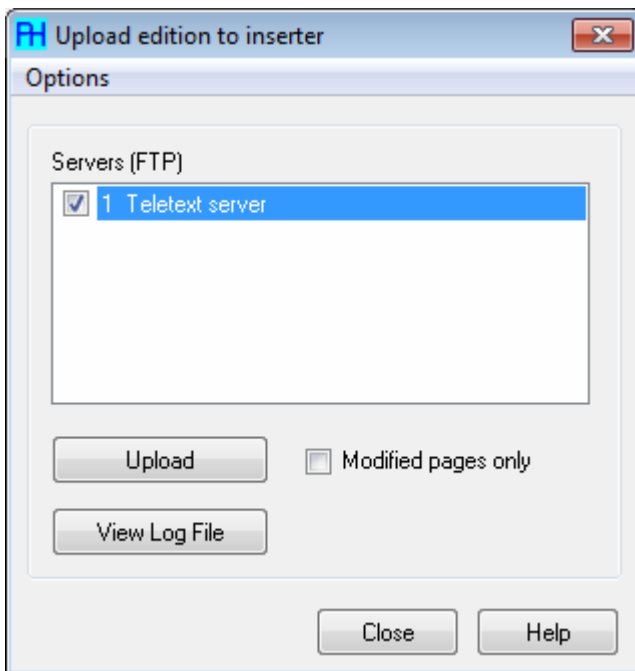 Upload edition to inserter
Options
Servers (FTP)
1 Teletext server
Upload
Modified pages only
View Log File
Close
Help